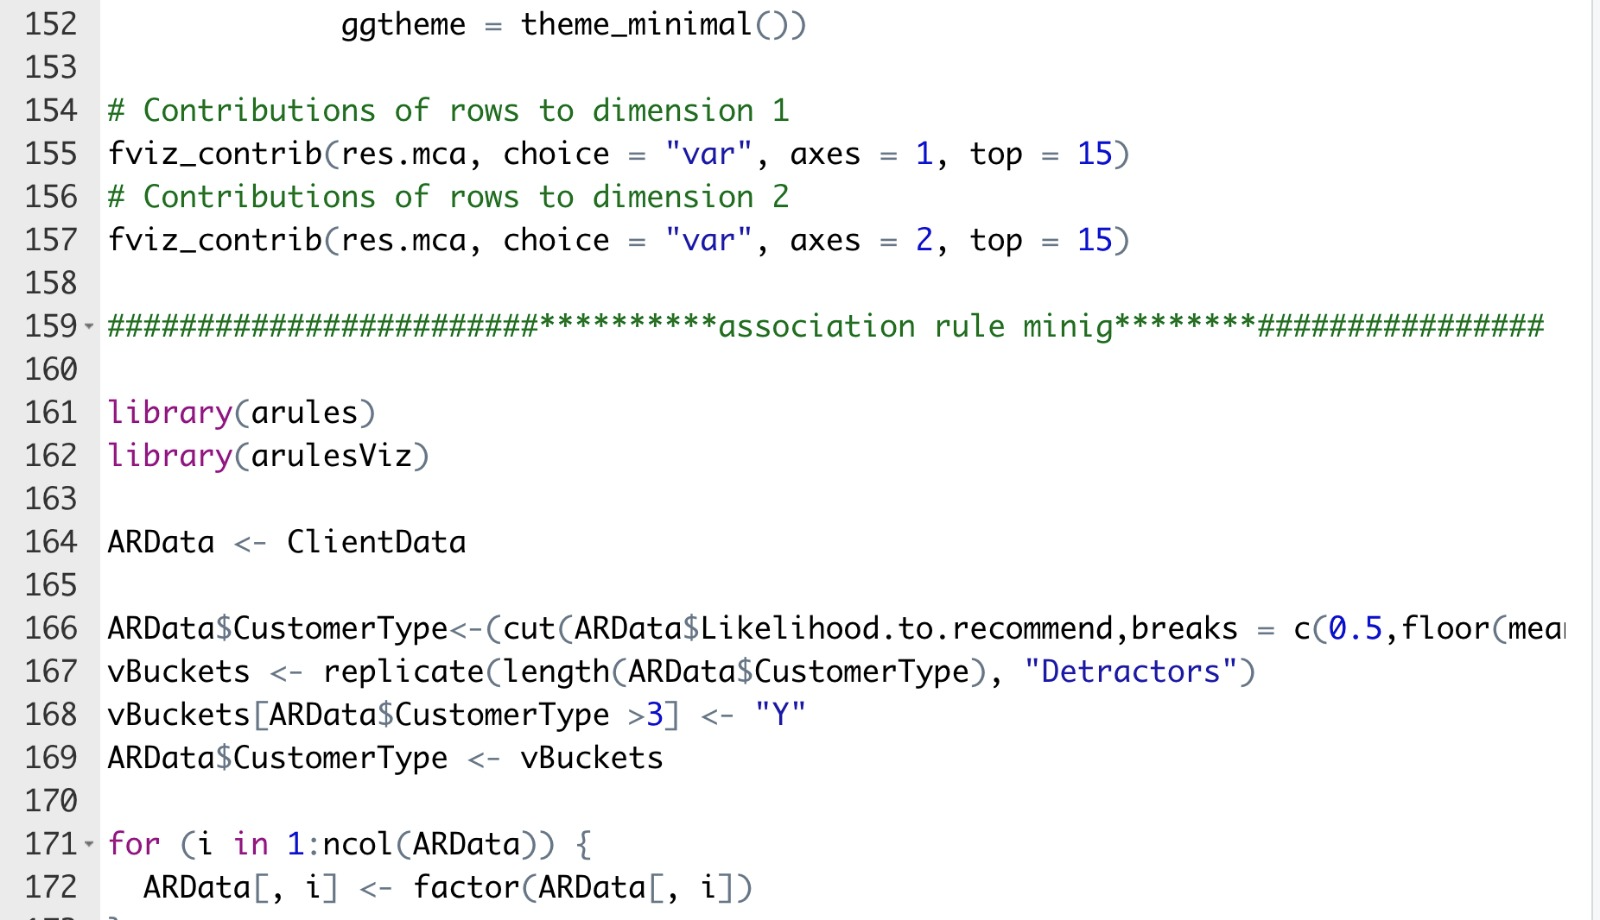 152 ggtheme = theme_minimal())
153
154 # Contributions of rows to dimension 1
155 fviz_contrib(res.mca, choice = "var", axes = 1, top = 15)
156 # Contributions of rows to dimension 2
157 fviz_contrib(res.mca, choice = "var", axes = 2, top = 15)
158
159 ########################**********association rule minig********################
160
161 library(arules)
162 library(arulesViz)
163
164 ARData <- ClientData
165
166 ARData$CustomerType<-(cut(ARData$Likelihood.to.recommend,breaks = c(0.5,floor(mea
167 vBuckets <- replicate(length(ARData$CustomerType), "Detractors")
168 vBuckets[ARData$CustomerType >3] <- "Y"
169 ARData$CustomerType <- vBuckets
170
171 for (i in 1:ncol(ARData)) {
172 ARData[, i] <- factor(ARData[, i])